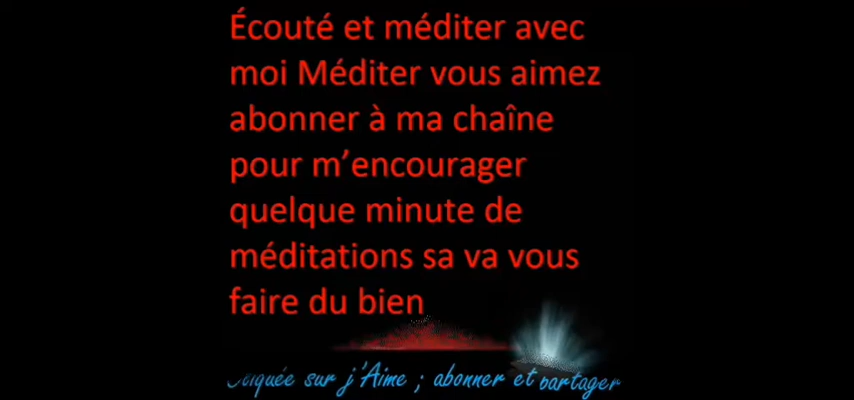 Écouté et méditer avec
moi Méditer vous aimez
abonner à ma chaîne
pour m’encourager
quelque minute de
méditations sa va vous
faire du bien
sur j'Aime ; abonner et partager